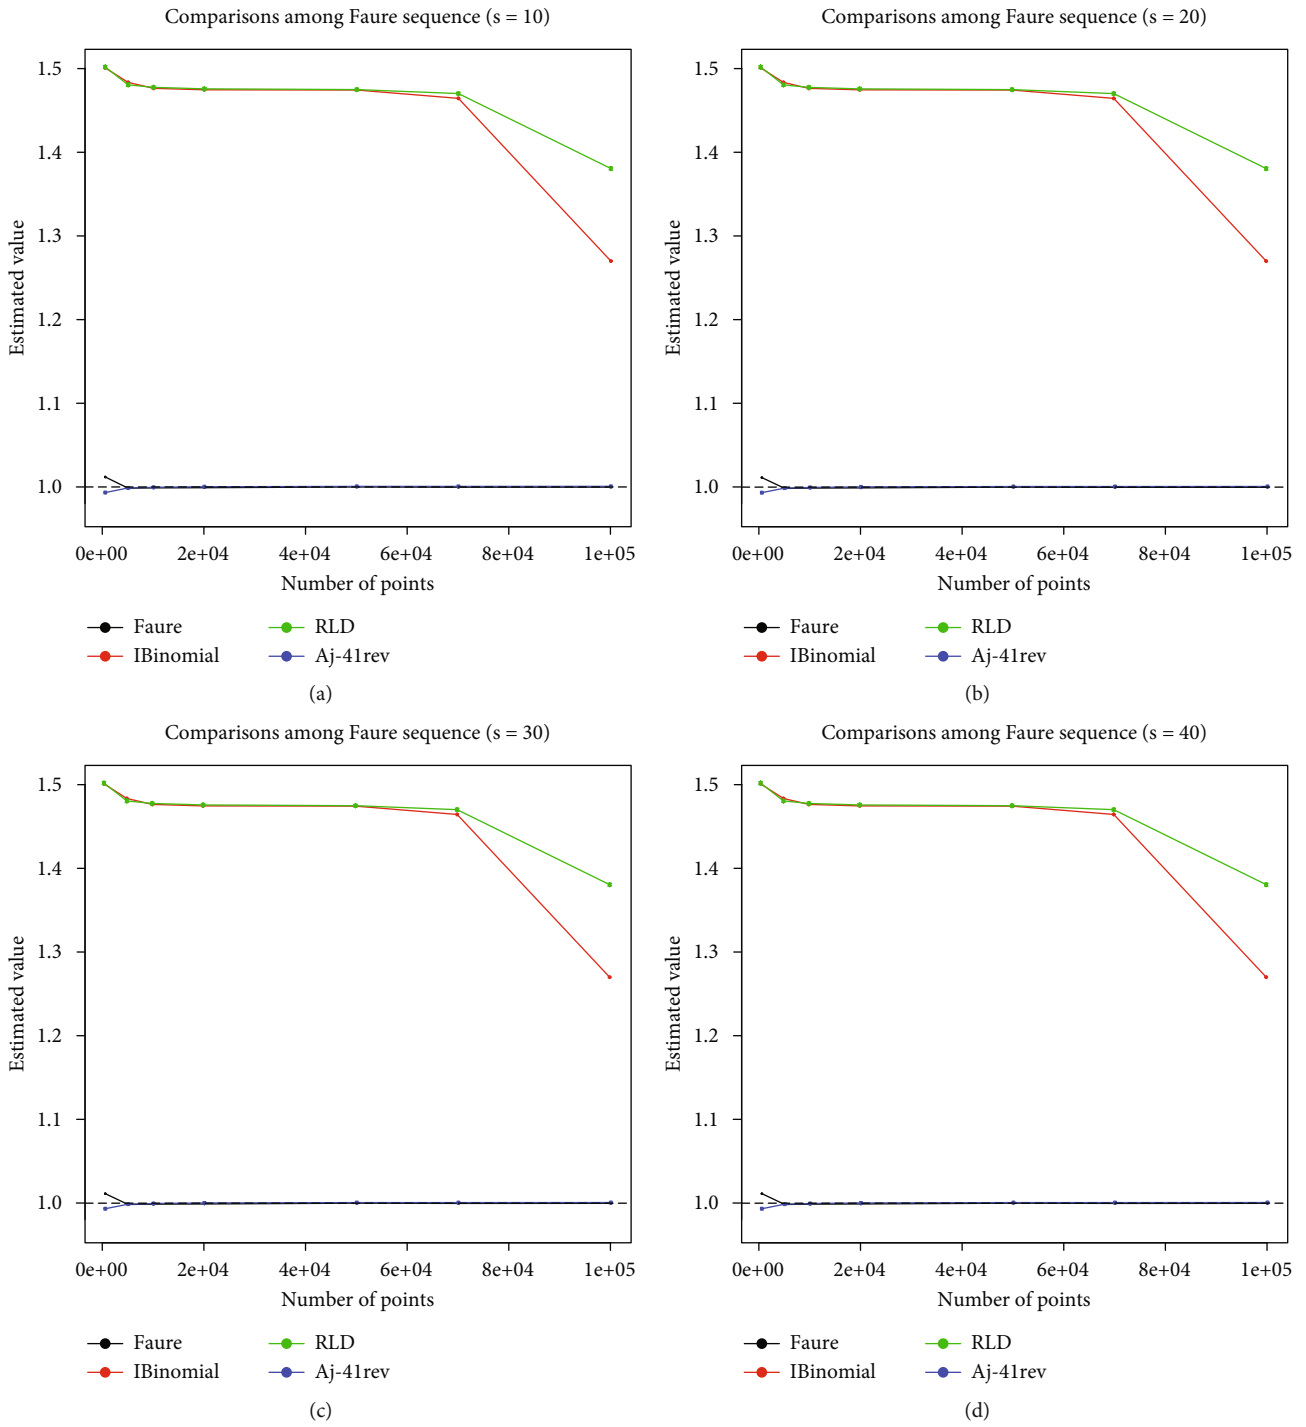 Comparisons among Faure sequence (s = 10)
Estimated value
1.5
1.4
1.3
1.2
1.1
1.0
0e+00 2e+04 4e+04 6e+04 8e+04 1e+05
Number of points
Faure RLD
IBinomial Aj-41rev
(a)
Comparisons among Faure sequence (s = 20)
Estimated value
1.5
1.4
1.3
1.2
1.1
1.0
0e+00 2e+04 4e+04 6e+04 8e+04 1e+05
Number of points
Faure RLD
IBinomial Aj-41rev
(b)
Comparisons among Faure sequence (s = 30)
Estimated value
1.5
1.4
1.3
1.2
1.1
1.0
0e+00 2e+04 4e+04 6e+04 8e+04 1e+05
Number of points
Faure RLD
IBinomial Aj-41rev
(c)
Comparisons among Faure sequence (s = 40)
Estimated value
1.5
1.4
1.3
1.2
1.1
1.0
0e+00 2e+04 4e+04 6e+04 8e+04 1e+05
Number of points
Faure RLD
IBinomial Aj-41rev
(d)